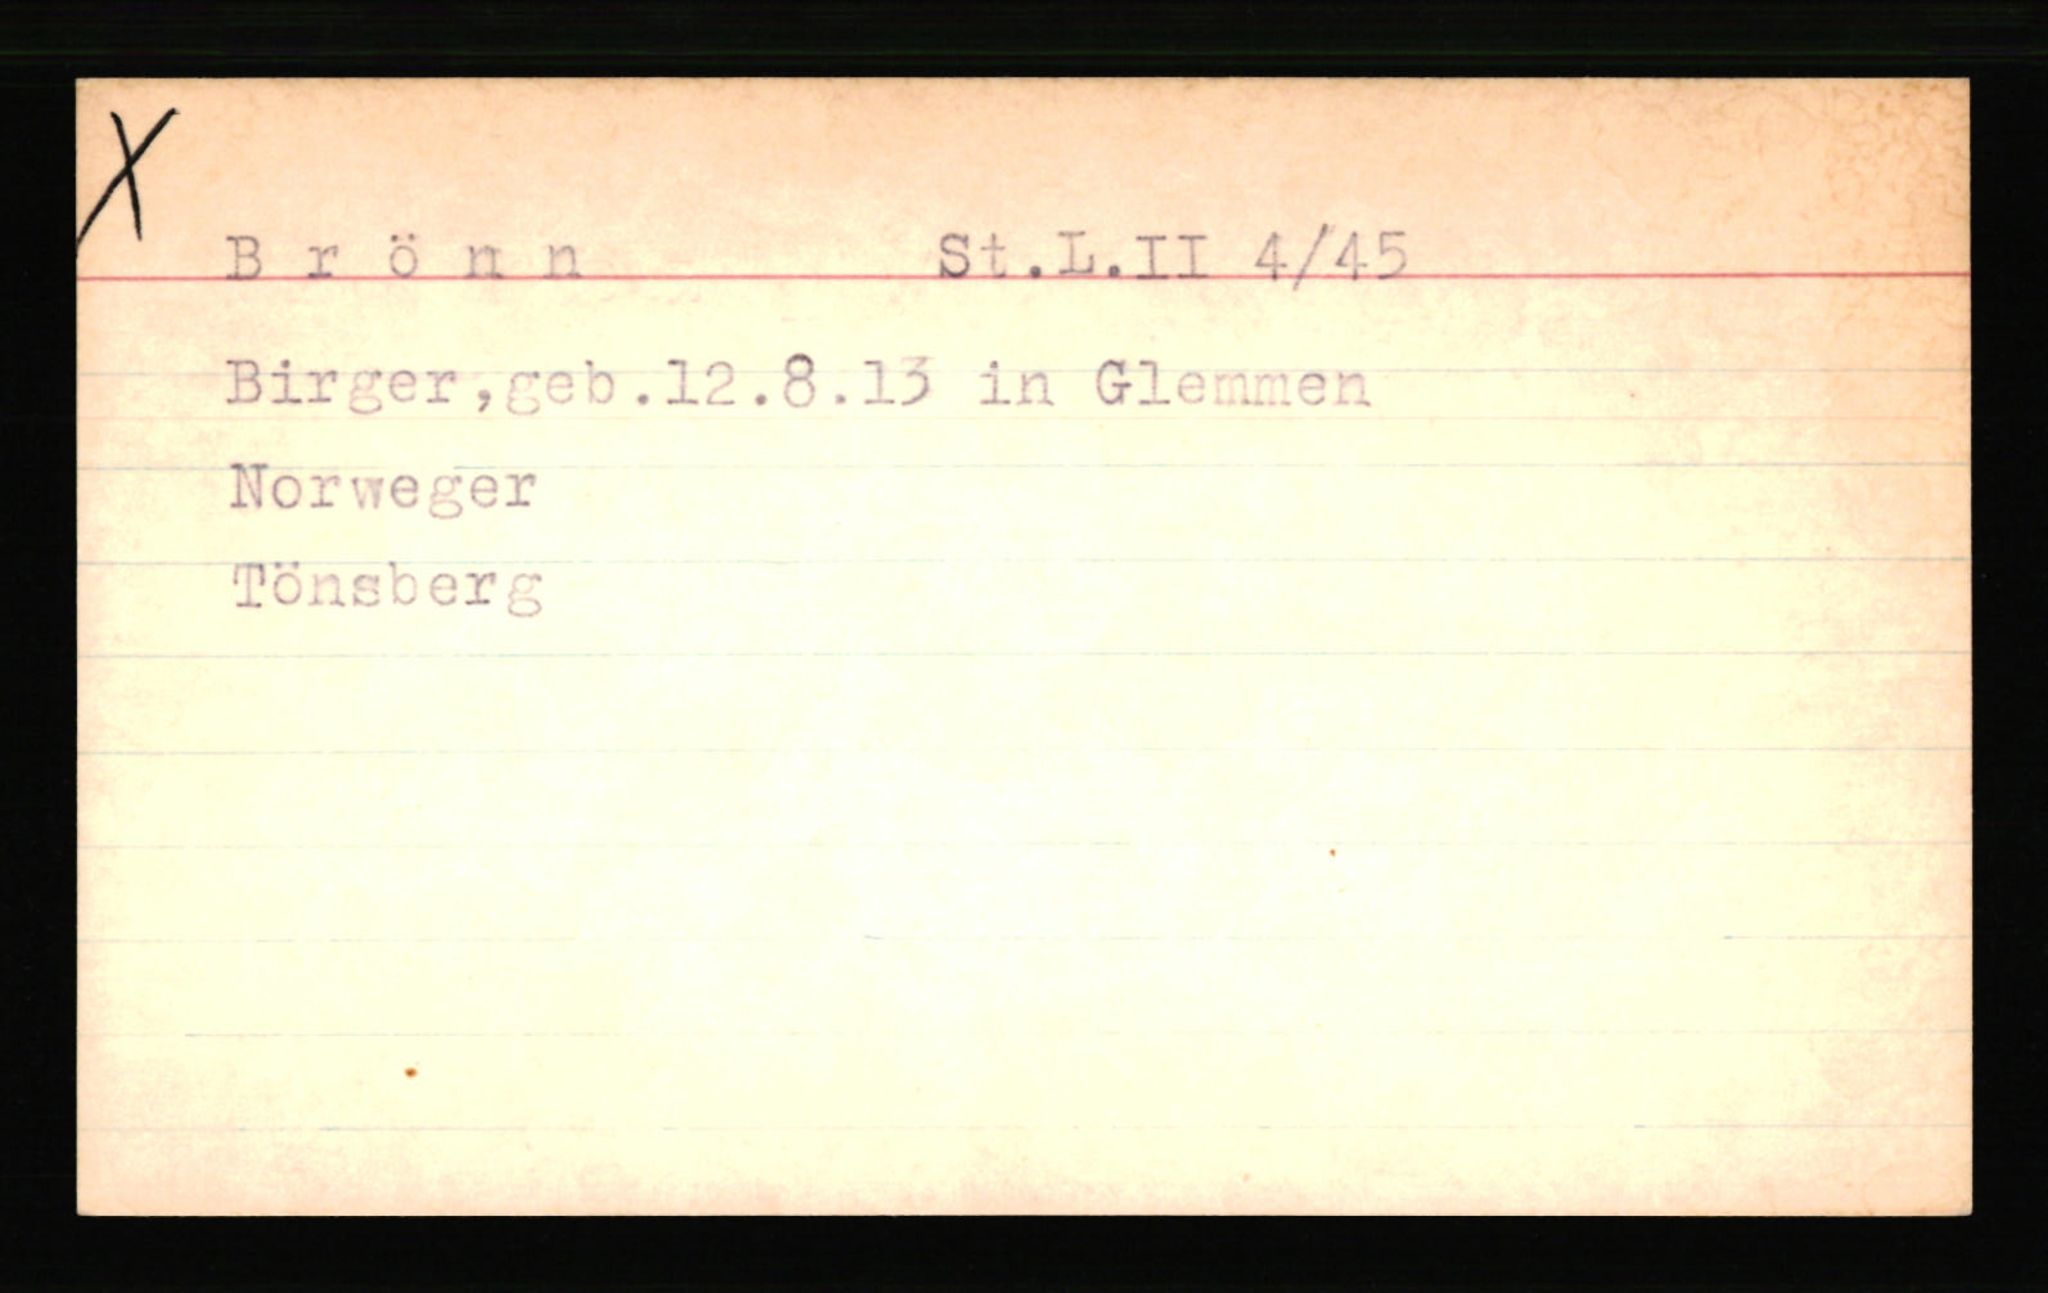 X
B r ö n n St.L.II 4/45
Birger,geb.12.8.13 in Glemmen
Norweger
Tönsberg